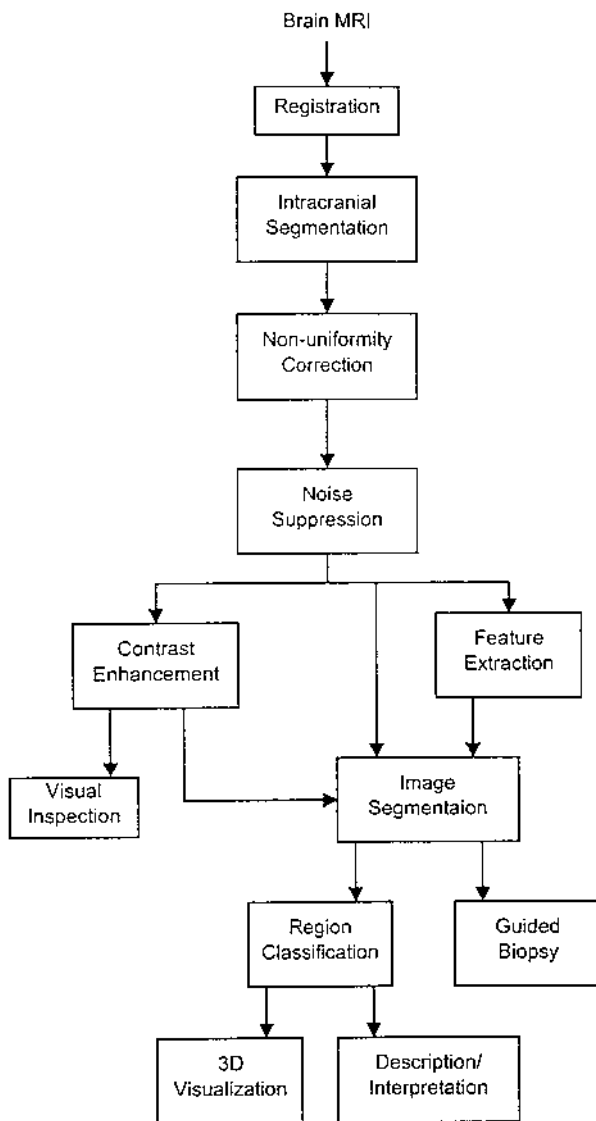 Brain MRI
Registration
Intracranial
Segmentation
Non-uniformity
Correction
Noise
Suppression
Contrast
Enhancement
Feature
Extraction
Visual
Inspection
Image
Segmentaion
Region
Classification
Guided
Biopsy
3D
Visualization
Description/
Interpretation